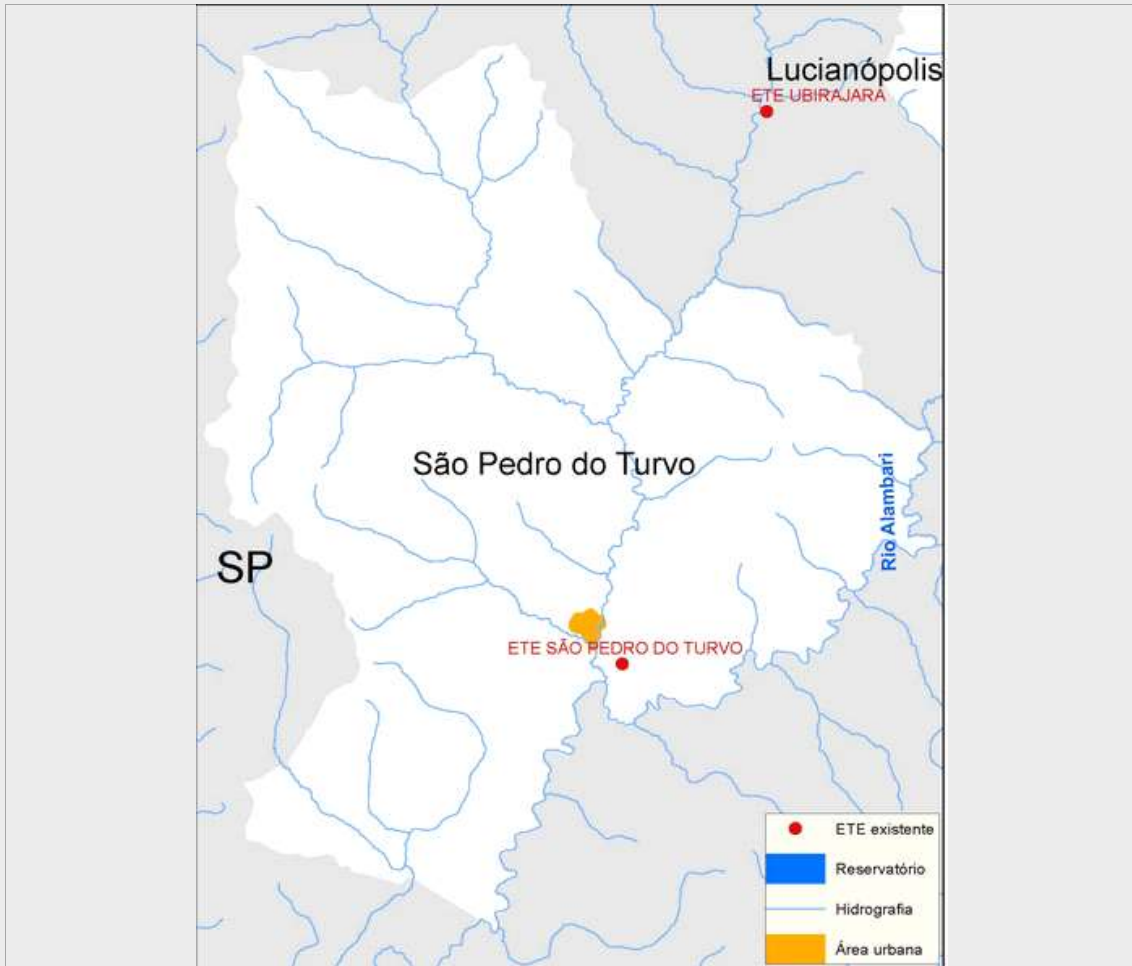 Lucianópolis
ETE UBIRAJARA
São Pedro do Turvo
Rio Alambari
SP
ETE SÃO PEDRO DO TURVO
ETE existente
Reservatório
Hidrografia
Área urbana